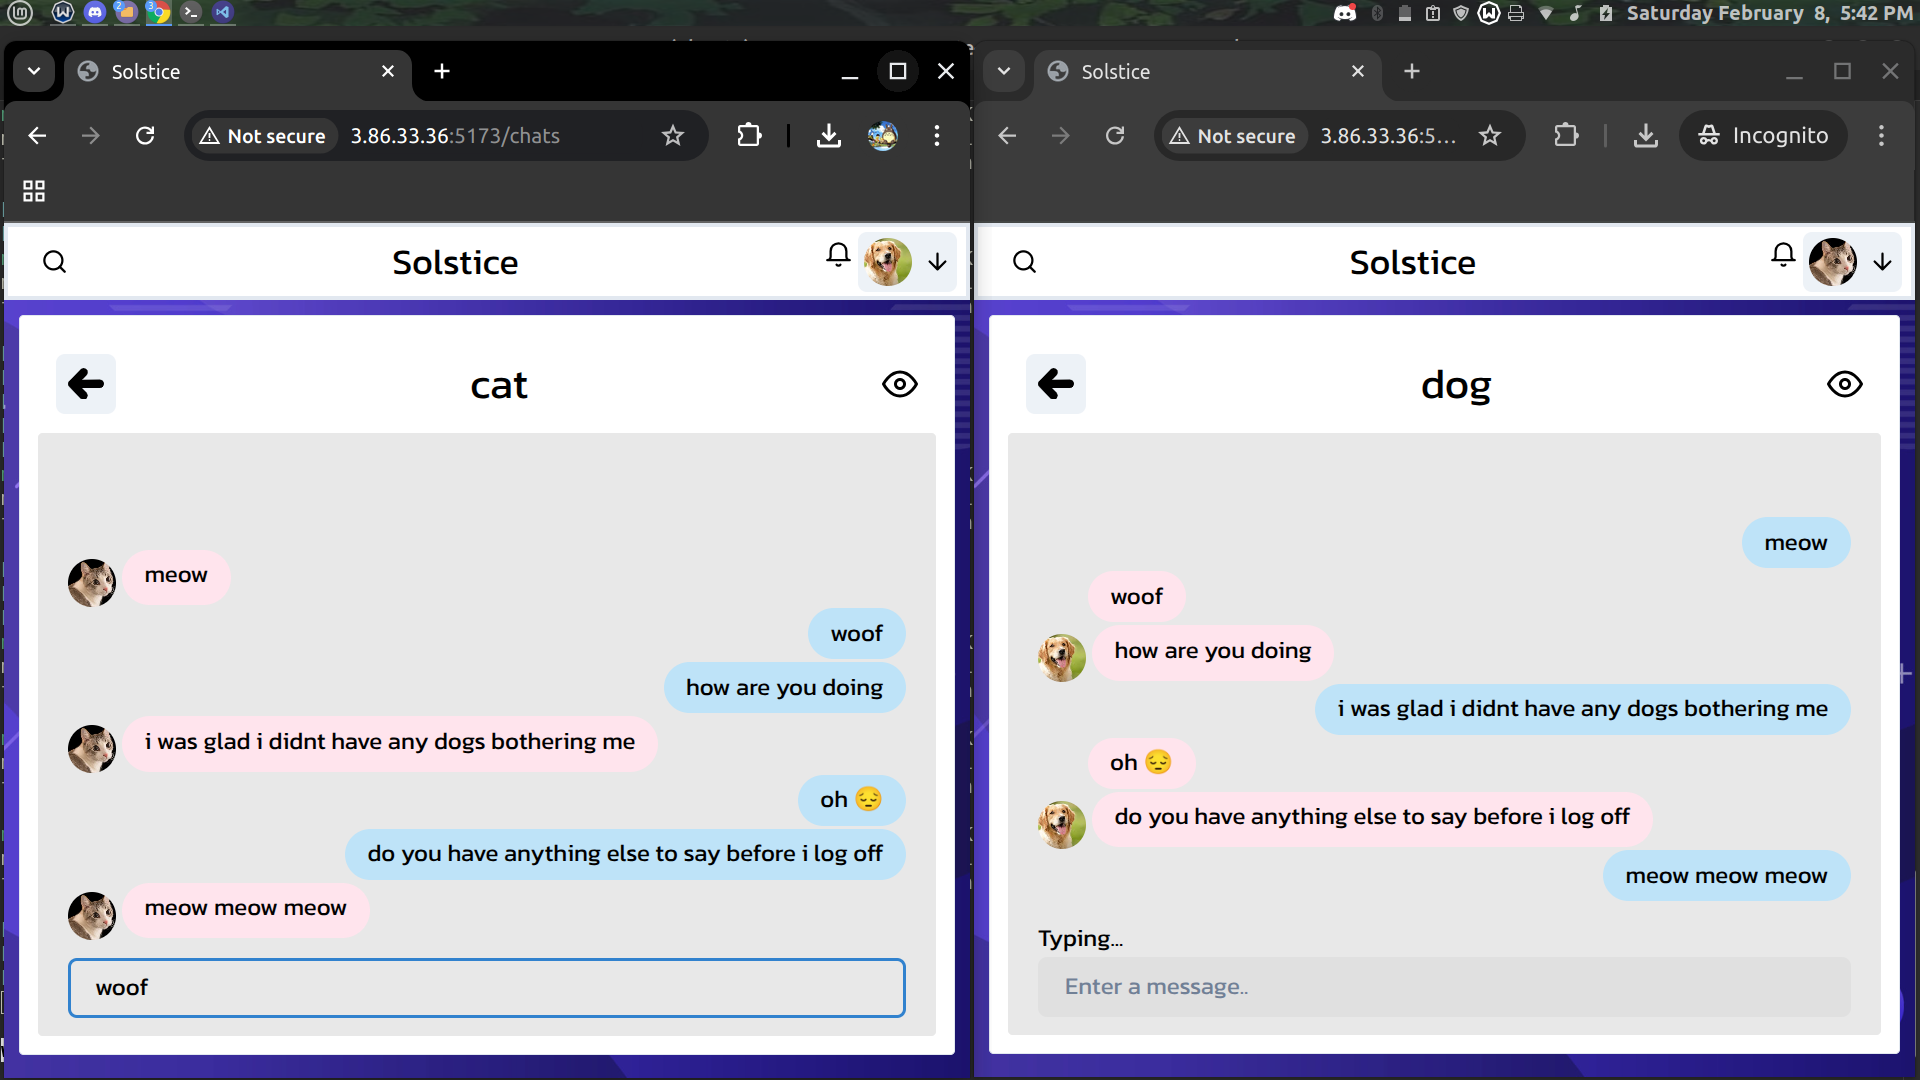 Saturday February 8, 5:42 PM
Solstice
Not secure
3.86.33.36:5173/chats
Solstice
cat
meow
woof
how are you doing
i was glad i didnt have any dogs bothering me
oh 😔
do you have anything else to say before i log off
meow meow meow
woof
Solstice
Not secure
3.86.33.36:5...
Incognito
Solstice
dog
meow
woof
how are you doing
i was glad i didnt have any dogs bothering me
oh 😔
do you have anything else to say before i log off
meow meow meow
Typing...
Enter a message..